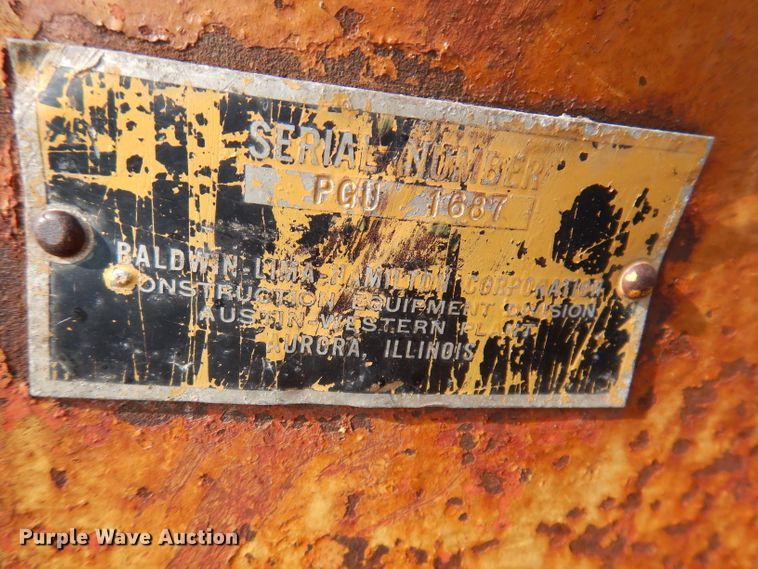 SERIAL NUMBER
PGU 1687
BALDWIN-LIMA-HAMILTON CORPORATION
CONSTRUCTION EQUIPMENT DIVISION
AUSTIN-WESTERN PLANT
AURORA, ILLINOIS
Purple Wave Auction